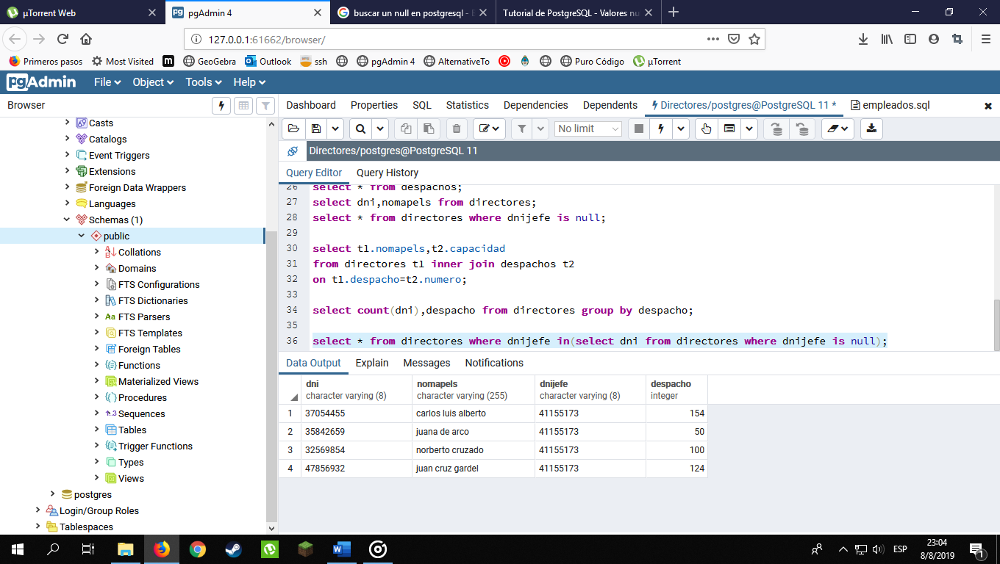 µTorrent Web
pgAdmin 4
buscar un null en postgresql - B
Tutorial de PostgreSQL - Valores nu
127.0.0.1:61662/browser/
Primeros pasos
Most Visited
m
GeoGebra
Outlook
ssh
pgAdmin 4
AlternativeTo
Puro Código
µTorrent
pgAdmin
File
Object
Tools
Help
Browser
Dashboard
Properties
SQL
Statistics
Dependencies
Dependents
Directores/postgres@PostgreSQL 11 *
empleados.sql
Casts
Catalogs
Event Triggers
Extensions
Foreign Data Wrappers
Languages
Schemas (1)
public
Collations
Domains
FTS Configurations
FTS Dictionaries
Aa FTS Parsers
FTS Templates
Foreign Tables
Functions
Materialized Views
Procedures
1..3 Sequences
Tables
Trigger Functions
Types
Views
postgres
Login/Group Roles
Tablespaces
No limit
Directores/postgres@PostgreSQL 11
Query Editor
Query History
26 select * from despachos;
27 select dni,nomapels from directores;
28 select * from directores where dnijefe is null;
29
30 select t1.nomapels,t2.capacidad
31 from directores t1 inner join despachos t2
32 on t1.despacho=t2.numero;
33
34 select count(dni),despacho from directores group by despacho;
35
36 select * from directores where dnijefe in(select dni from directores where dnijefe is null);
Data Output
Explain
Messages
Notifications
dni nomapels dnijefe despacho
character varying (8) character varying (255) character varying (8) integer
1 37054455 carlos luis alberto 41155173 154
2 35842659 juana de arco 41155173 50
3 32569854 norberto cruzado 41155173 100
4 47856932 juan cruz gardel 41155173 124
ESP
23:04
8/8/2019
1